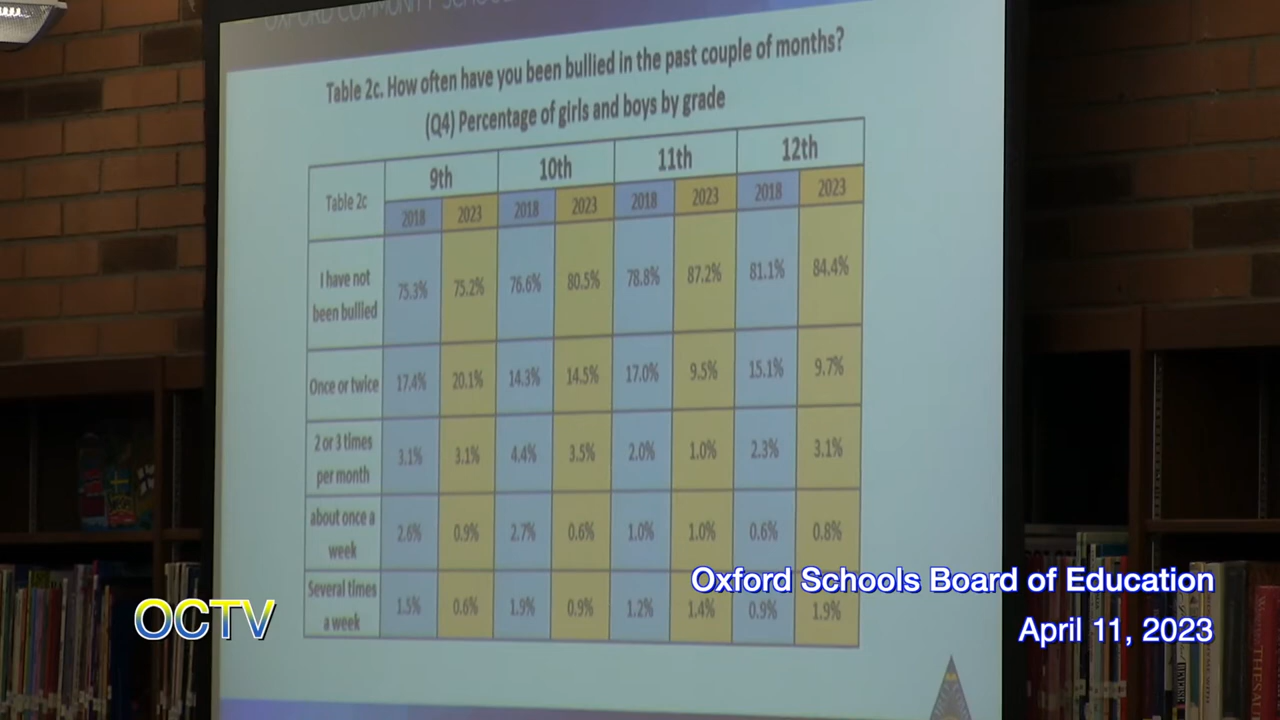 OXFORD COMMUNITY SCHOOLS
Table 2c. How often have you been bullied in the past couple of months?
(Q4) Percentage of girls and boys by grade
Table 2c 9th 10th 11th 12th
2018 2023 2018 2023 2018 2023 2018 2023
I have not
been bullied 75.3% 75.2% 76.6% 80.5% 78.8% 87.2% 81.1% 84.4%
Once or twice 17.4% 20.1% 14.3% 14.5% 17.0% 9.5% 15.1% 9.7%
2 or 3 times
per month 3.1% 3.1% 4.4% 3.5% 2.0% 1.0% 2.3% 3.1%
about once a
week 2.6% 0.9% 2.7% 0.6% 1.0% 1.0% 0.6% 0.8%
Several times
a week 1.5% 0.6% 1.9% 0.9% 1.2% 1.4% 0.9% 1.9%
Oxford Schools Board of Education
April 11, 2023
OCTV